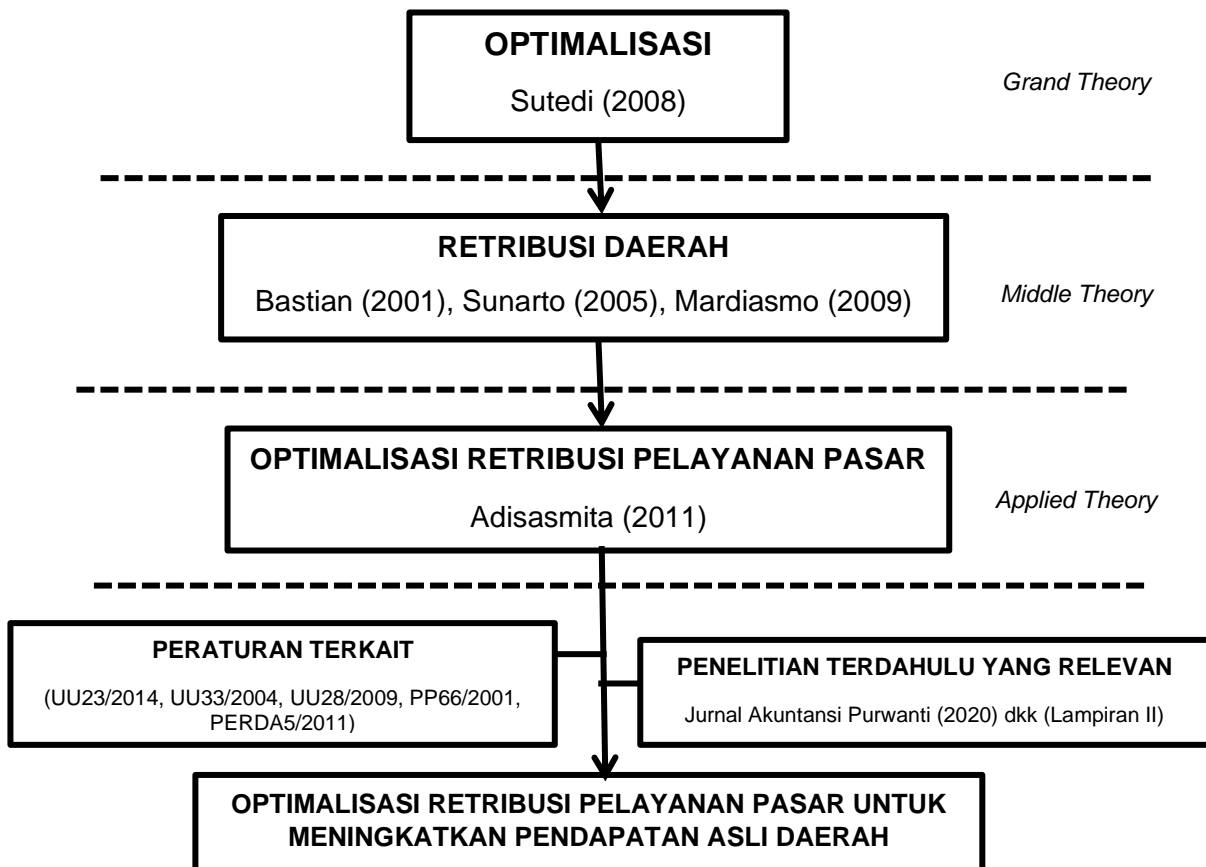 OPTIMALISASI
Sutedi (2008)
Grand Theory
RETRIBUSI DAERAH
Bastian (2001), Sunarto (2005), Mardiasmo (2009)
Middle Theory
OPTIMALISASI RETRIBUSI PELAYANAN PASAR
Adisasmita (2011)
Applied Theory
PERATURAN TERKAIT
(UU23/2014, UU33/2004, UU28/2009, PP66/2001,
PERDA5/2011)
PENELITIAN TERDAHULU YANG RELEVAN
Jurnal Akuntansi Purwanti (2020) dkk (Lampiran II)
OPTIMALISASI RETRIBUSI PELAYANAN PASAR UNTUK
MENINGKATKAN PENDAPATAN ASLI DAERAH